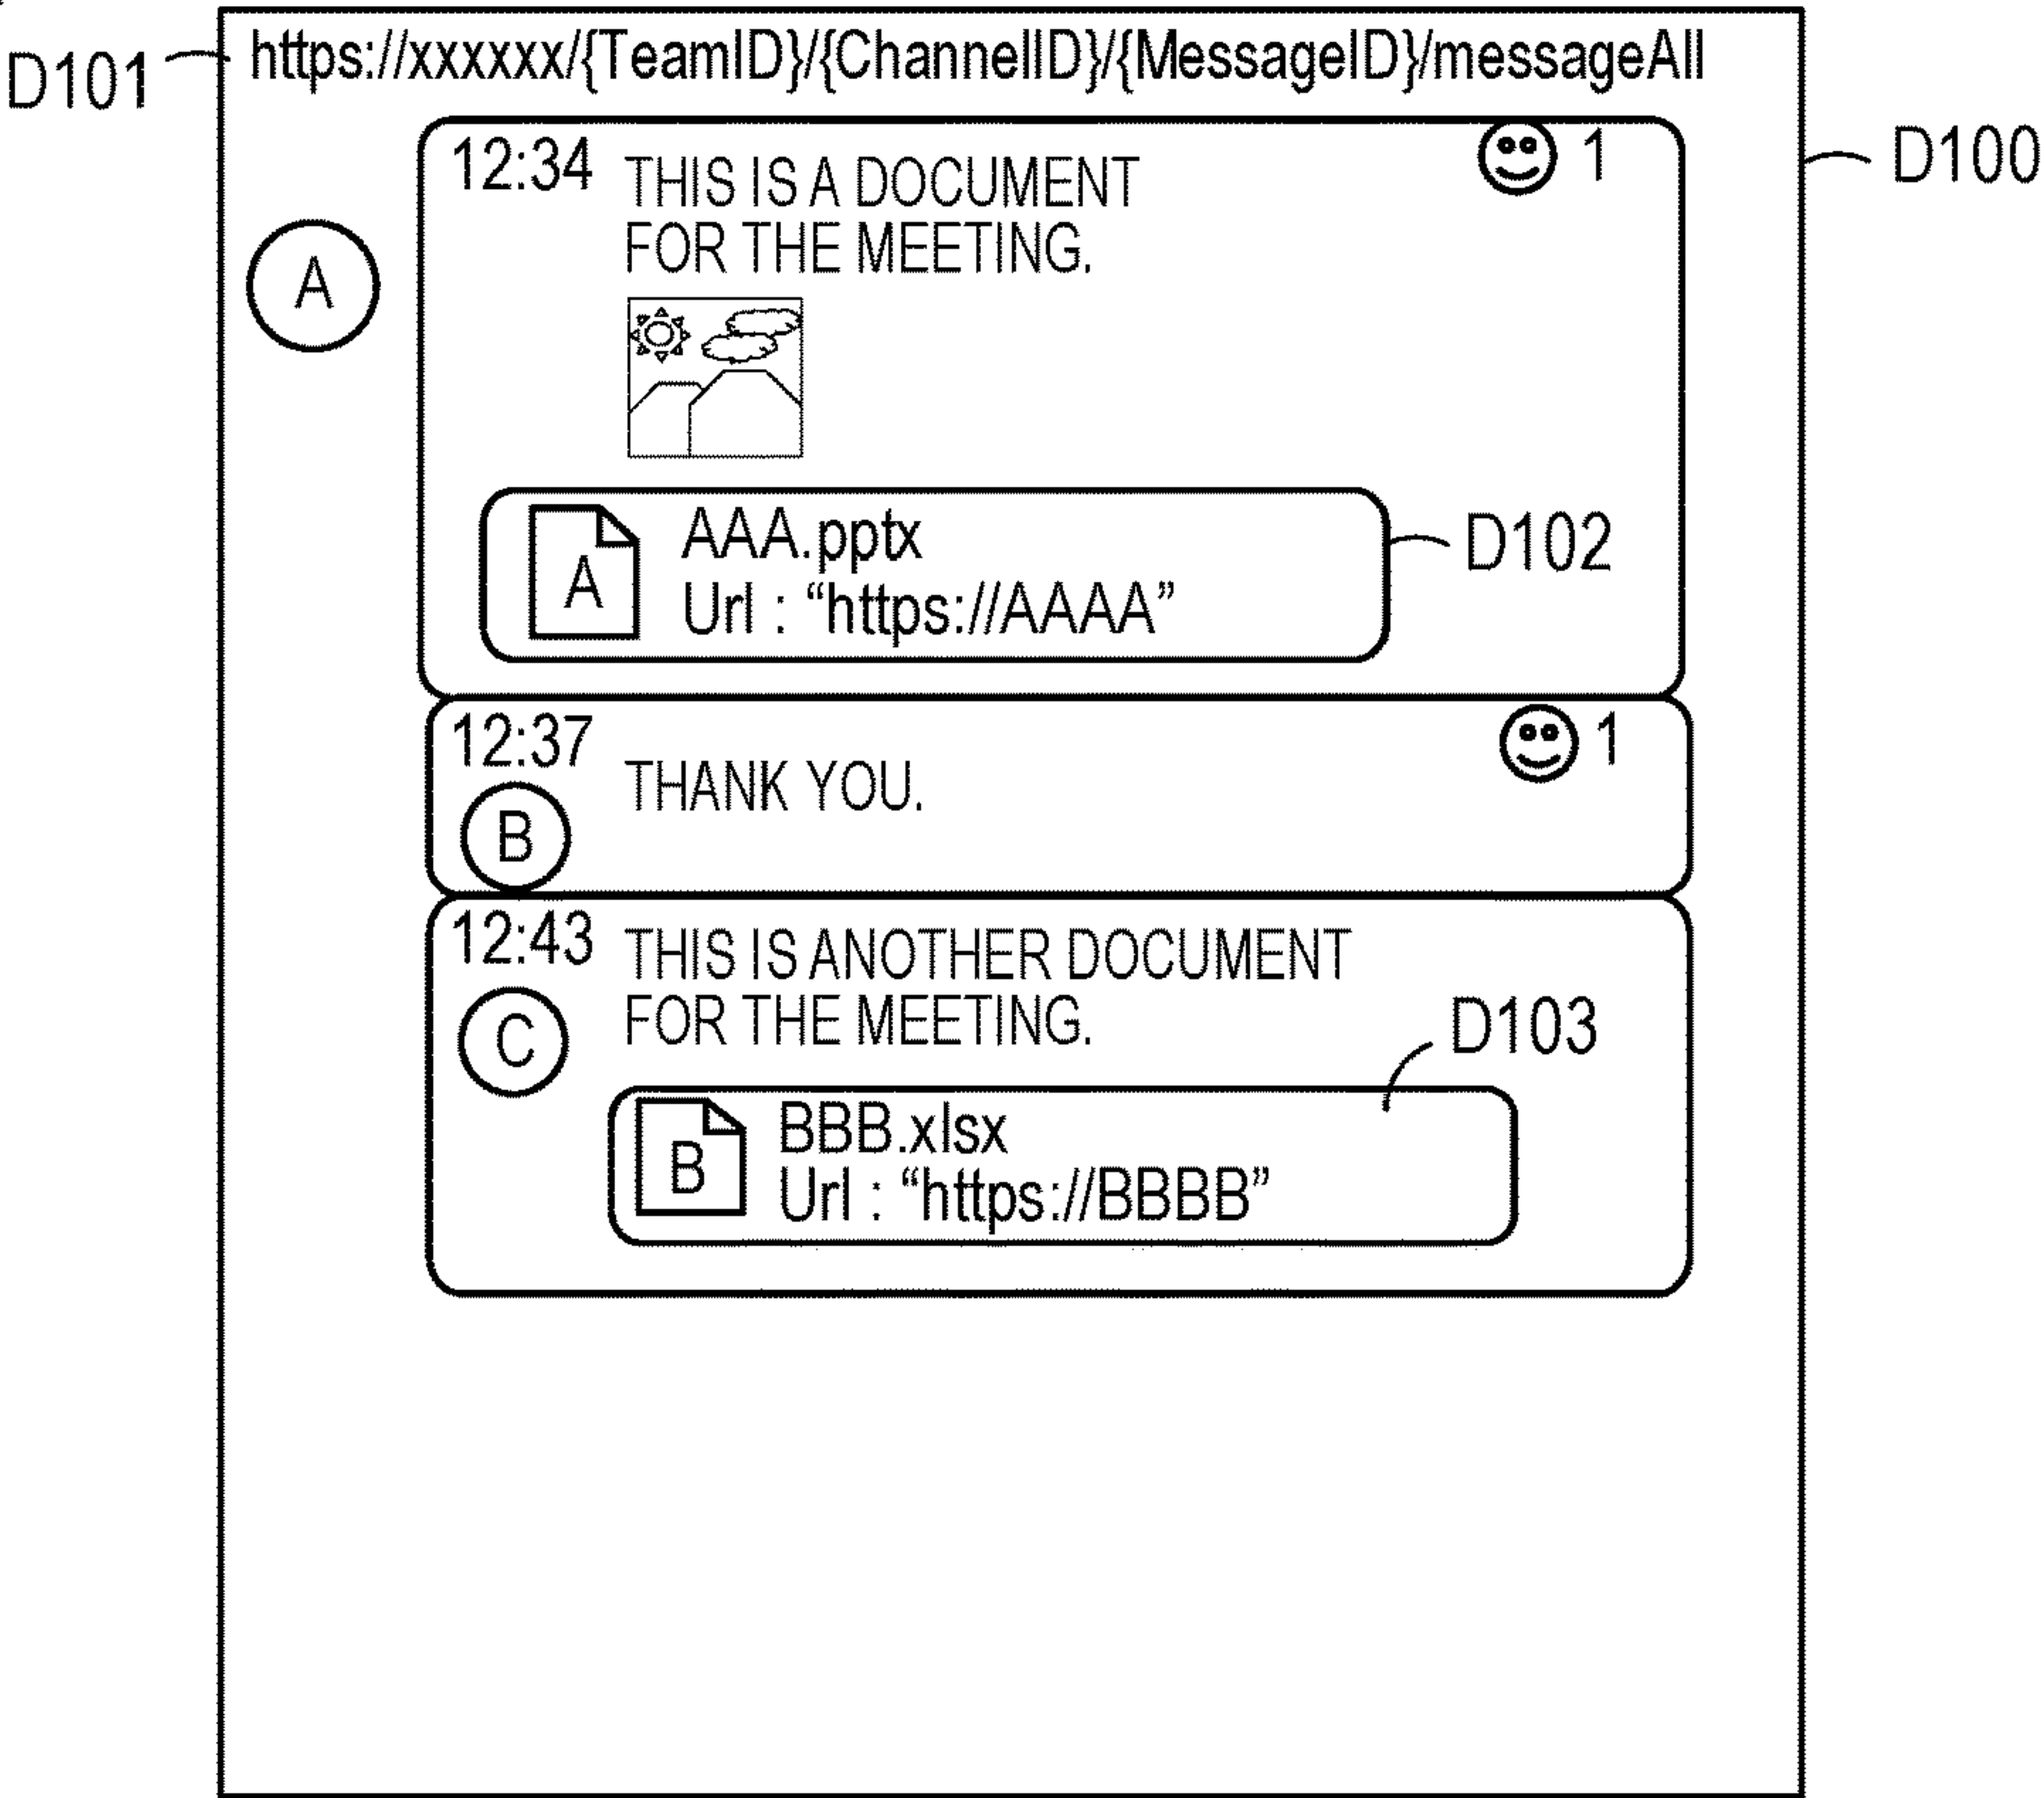 D101
https://xxxxxx/{TeamID}/{ChannelID}/{MessageID}/messageAll
D100
12:34
1
THIS IS A DOCUMENT
FOR THE MEETING.
A
AAA.pptx
D102
A
Url : “https://AAAA”
12:37
1
THANK YOU.
B
12:43
THIS IS ANOTHER DOCUMENT
FOR THE MEETING.
D103
C
BBB.xlsx
B
Url : “https://BBBB”